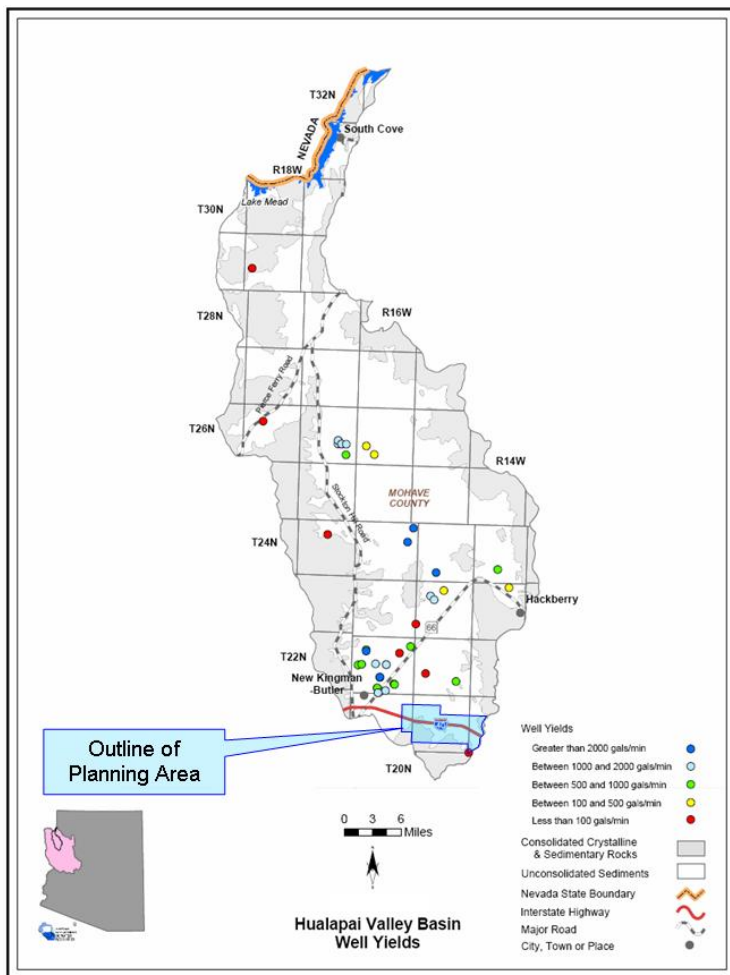 T32N
NEVADA
South Cove
R18W
Lake Mead
T30N
T28N
R16W
Pierce Ferry Road
T26N
R14W
MOHAVE
COUNTY
Stockton Hill Road
T24N
Hackberry
66
T22N
New Kingman
Butler
40
Outline of
Planning Area
T20N
Well Yields
Greater than 2000 gals/min
Between 1000 and 2000 gals/min
Between 500 and 1000 gals/min
Between 100 and 500 gals/min
Less than 100 gals/min
0 3 6
Miles
Consolidated Crystalline
& Sedimentary Rocks
Unconsolidated Sediments
Nevada State Boundary
Interstate Highway
Major Road
City, Town or Place
Hualapai Valley Basin
Well Yields